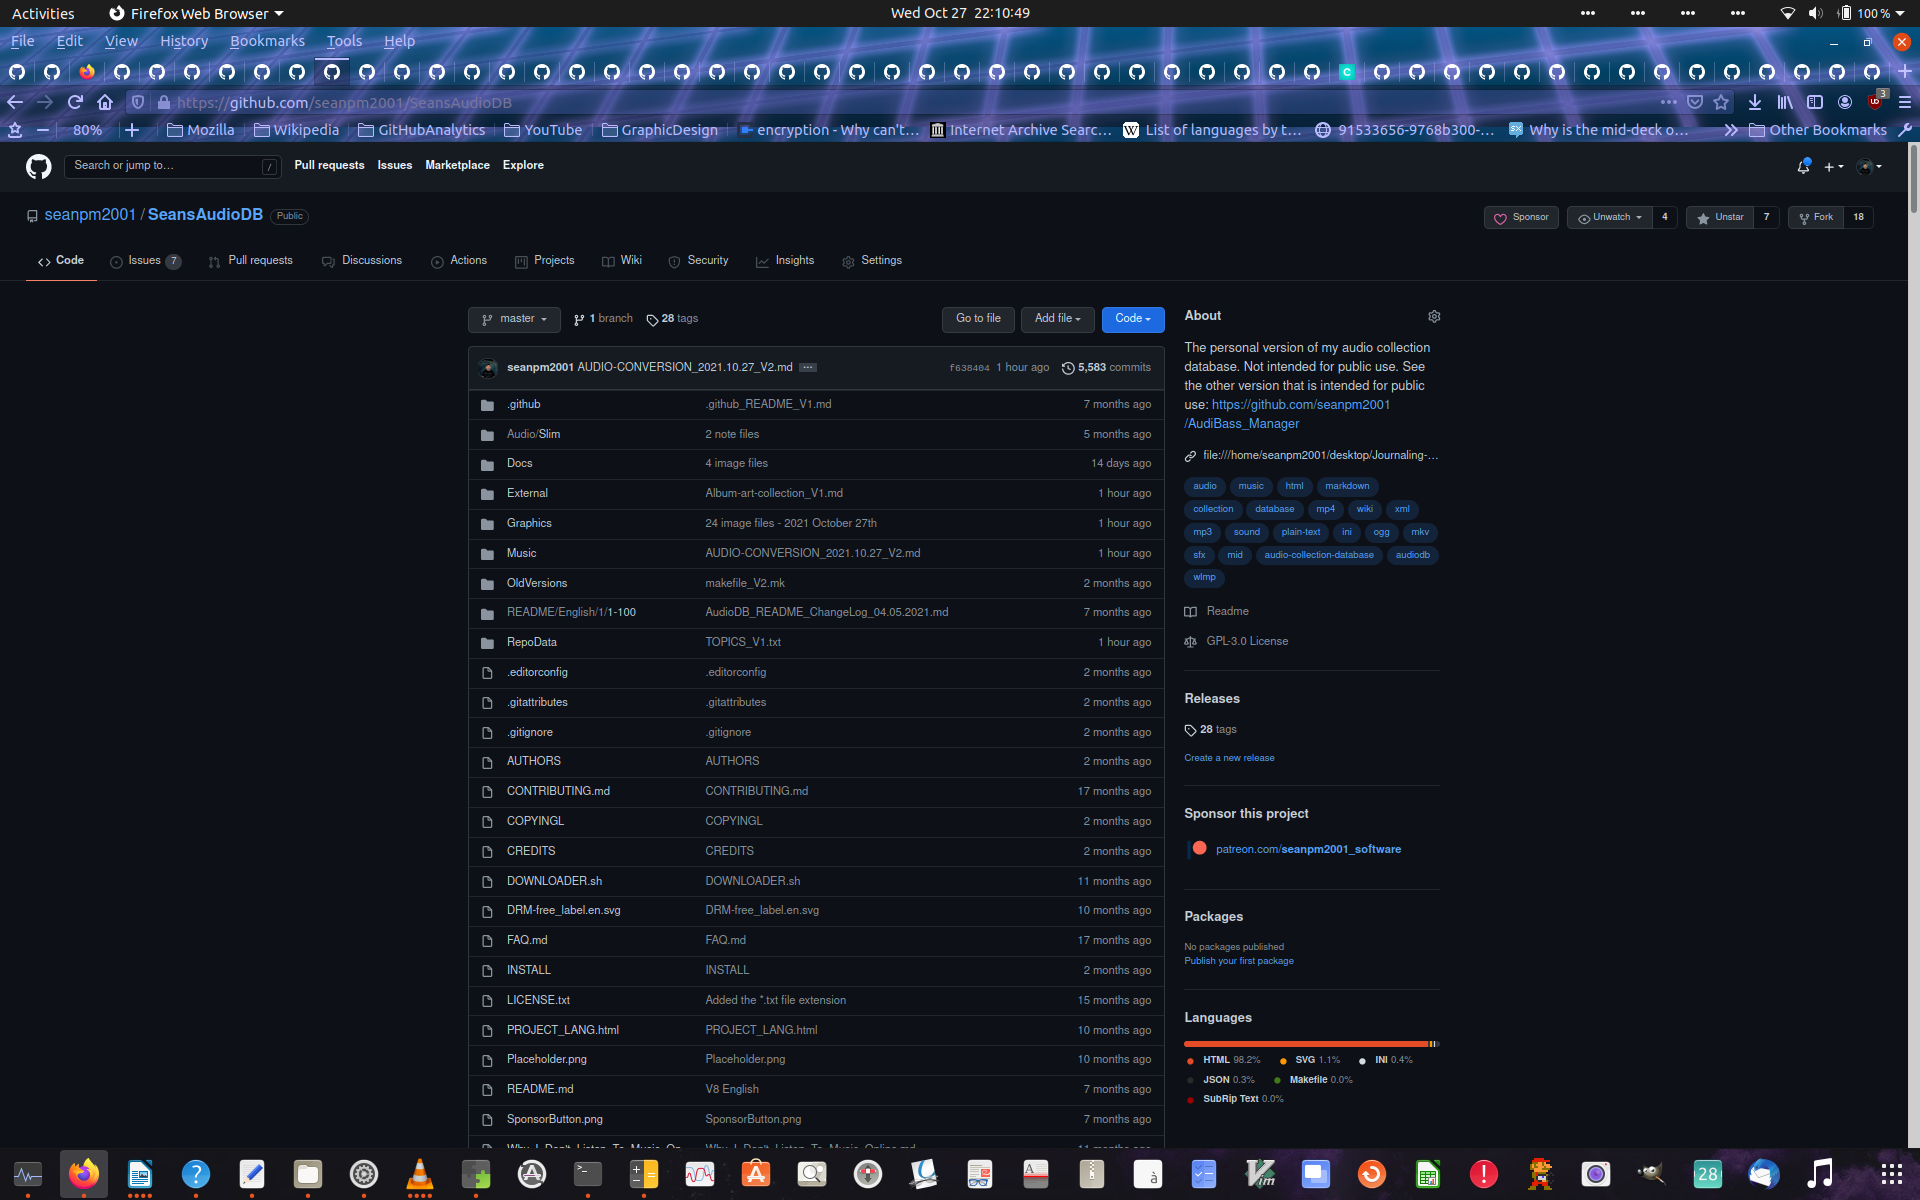 Activities Firefox Web Browser Wed Oct 27 22:10:49 100 %
File Edit View History Bookmarks Tools Help
https://github.com/seanpm2001/SeansAudioDB 3
80% Mozilla Wikipedia GitHubAnalytics YouTube GraphicDesign encryption - Why can't... Internet Archive Searc... List of languages by t... 91533656-9768b300-... Why is the mid-deck o... Other Bookmarks
Search or jump to... / Pull requests Issues Marketplace Explore
seanpm2001 / SeansAudioDB Public Sponsor Unwatch 4 Unstar 7 Fork 18
Code Issues 7 Pull requests Discussions Actions Projects Wiki Security Insights Settings
master 1 branch 28 tags Go to file Add file Code
seanpm2001 AUDIO-CONVERSION_2021.10.27_V2.md ... f638404 1 hour ago 5,583 commits
.github .github_README_V1.md 7 months ago
Audio/Slim 2 note files 5 months ago
Docs 4 image files 14 days ago
External Album-art-collection_V1.md 1 hour ago
Graphics 24 image files - 2021 October 27th 1 hour ago
Music AUDIO-CONVERSION_2021.10.27_V2.md 1 hour ago
OldVersions makefile_V2.mk 2 months ago
README/English/1/1-100 AudioDB_README_ChangeLog_04.05.2021.md 7 months ago
RepoData TOPICS_V1.txt 1 hour ago
.editorconfig .editorconfig 2 months ago
.gitattributes .gitattributes 2 months ago
.gitignore .gitignore 2 months ago
AUTHORS AUTHORS 2 months ago
CONTRIBUTING.md CONTRIBUTING.md 17 months ago
COPYINGL COPYINGL 2 months ago
CREDITS CREDITS 2 months ago
DOWNLOADER.sh DOWNLOADER.sh 11 months ago
DRM-free_label.en.svg DRM-free_label.en.svg 10 months ago
FAQ.md FAQ.md 17 months ago
INSTALL INSTALL 2 months ago
LICENSE.txt Added the *.txt file extension 15 months ago
PROJECT_LANG.html PROJECT_LANG.html 10 months ago
Placeholder.png Placeholder.png 10 months ago
README.md V8 English 7 months ago
SponsorButton.png SponsorButton.png 7 months ago
About
The personal version of my audio collection
database. Not intended for public use. See
the other version that is intended for public
use: https://github.com/seanpm2001
/AudiBass_Manager
file:///home/seanpm2001/desktop/Journaling-...
audio music html markdown
collection database mp4 wiki xml
mp3 sound plain-text ini ogg mkv
sfx mid audio-collection-database audiodb
wlmp
Readme
GPL-3.0 License
Releases
28 tags
Create a new release
Sponsor this project
patreon.com/seanpm2001_software
Packages
No packages published
Publish your first package
Languages
HTML 98.2% SVG 1.1% INI 0.4%
JSON 0.3% Makefile 0.0%
SubRip Text 0.0%
28